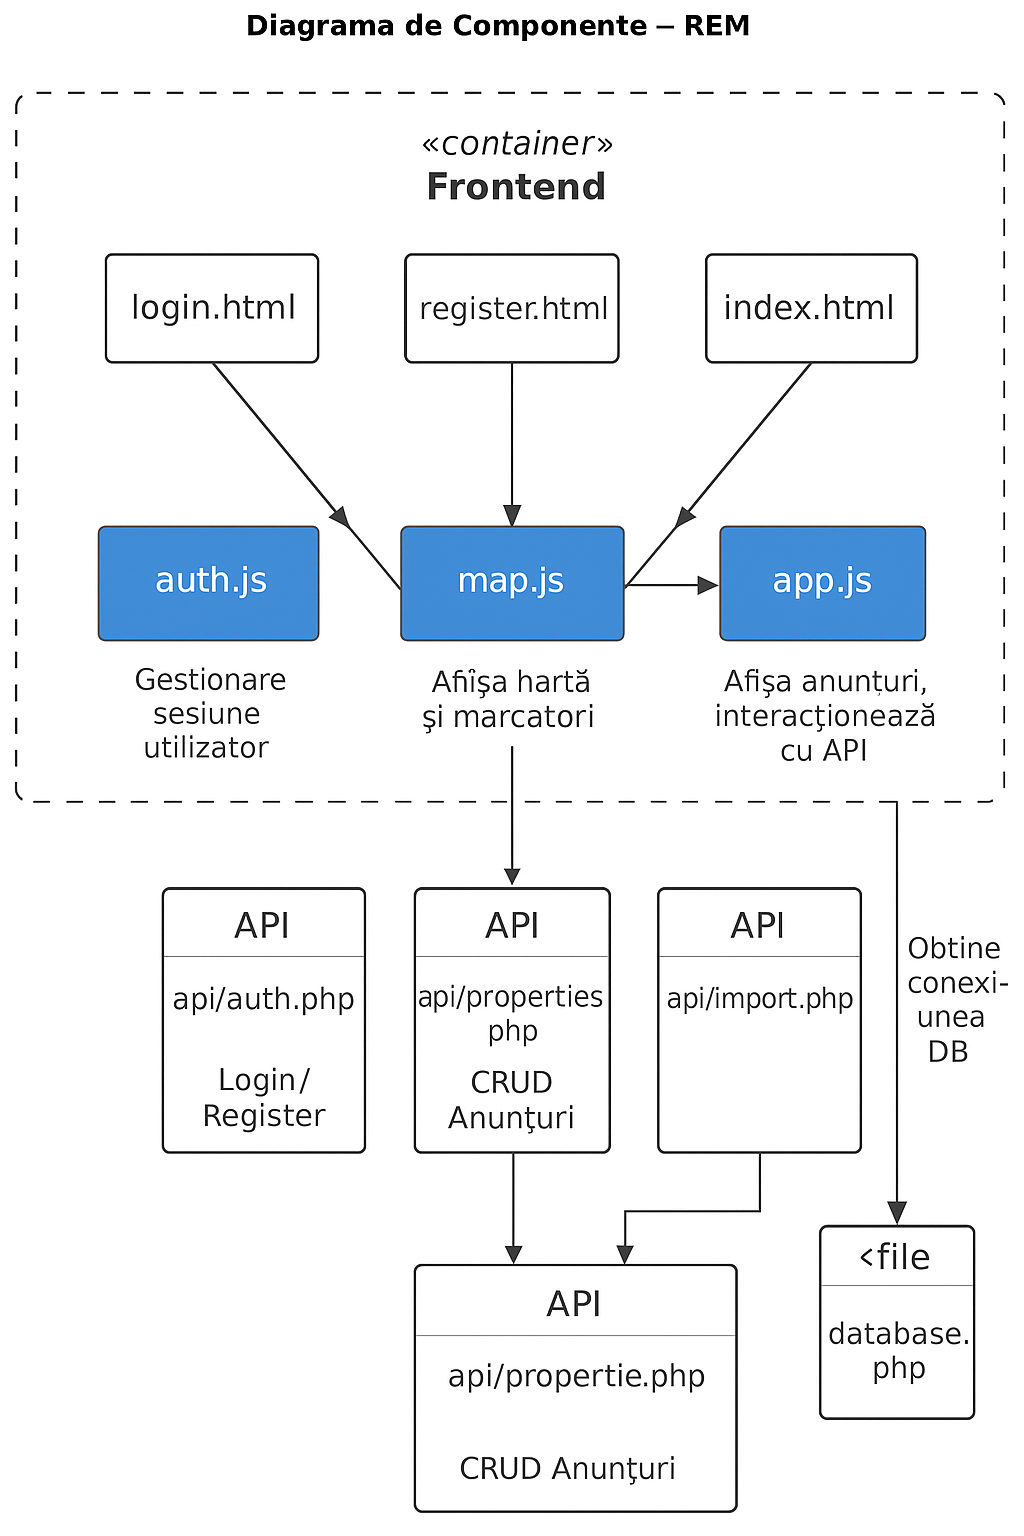 Diagrama de Componente – REM
«container»
Frontend
login.html
register.html
index.html
auth.js
map.js
app.js
Gestionare
sesiune
utilizator
Afîşa hartă
şi marcatori
Afişa anunțuri,
interacţionează
cu API
API
api/auth.php
Login/
Register
API
api/properties
php
CRUD
Anunţuri
API
api/import.php
Obtine
conexi-
unea
DB
API
api/propertie.php
CRUD Anunţuri
<file
database.
php